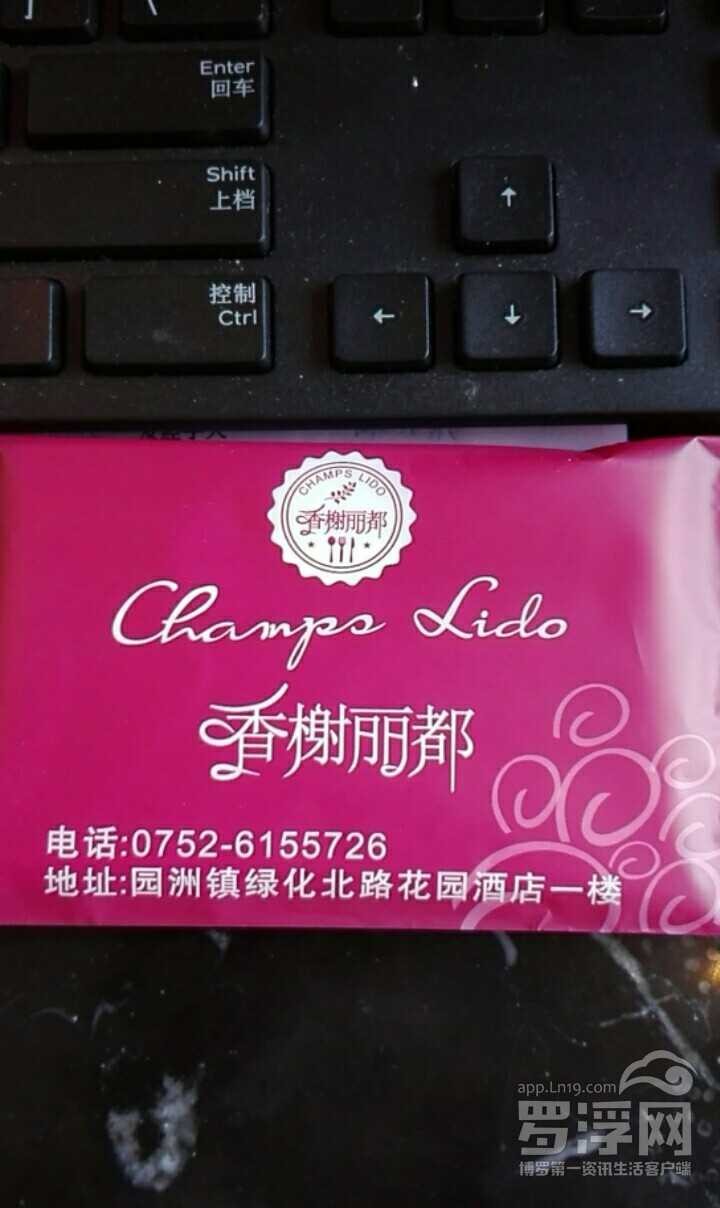 Enter
回车
Shift
上档
↑
控制
Ctrl
← ↓ →
CHAMPS LIDO
香榭丽都
Champs Lido
香榭丽都
电话:0752-6155726
地址:园洲镇绿化北路花园酒店一楼
app.Ln19.com
罗浮网
博罗第一资讯生活客户端